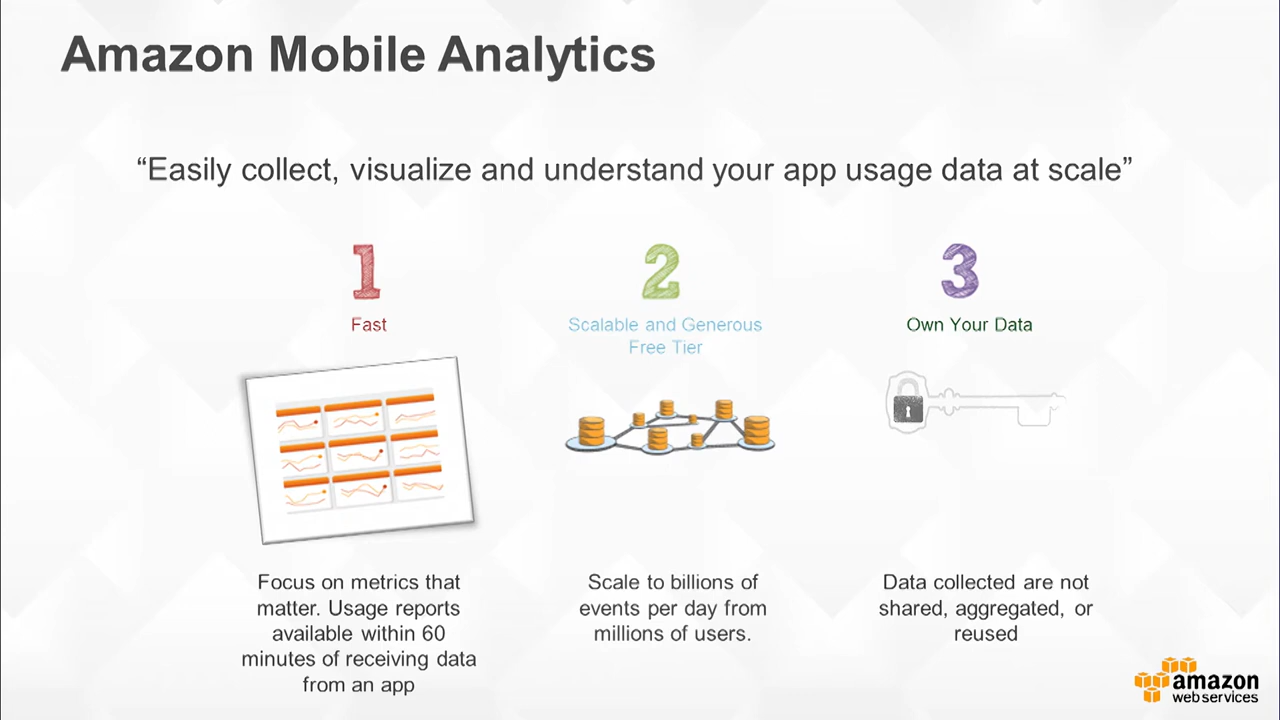 Amazon Mobile Analytics
“Easily collect, visualize and understand your app usage data at scale”
1
Fast
Focus on metrics that
matter. Usage reports
available within 60
minutes of receiving data
from an app
2
Scalable and Generous
Free Tier
Scale to billions of
events per day from
millions of users.
3
Own Your Data
Data collected are not
shared, aggregated, or
reused
amazon
web services